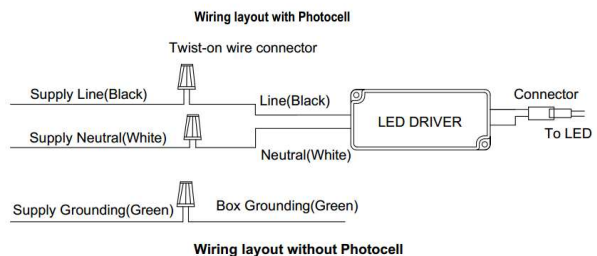 Wiring layout with Photocell
Twist-on wire connector
Supply Line(Black)
Line(Black)
Connector
LED DRIVER
To LED
Supply Neutral(White)
Neutral(White)
Supply Grounding(Green)
Box Grounding(Green)
Wiring layout without Photocell